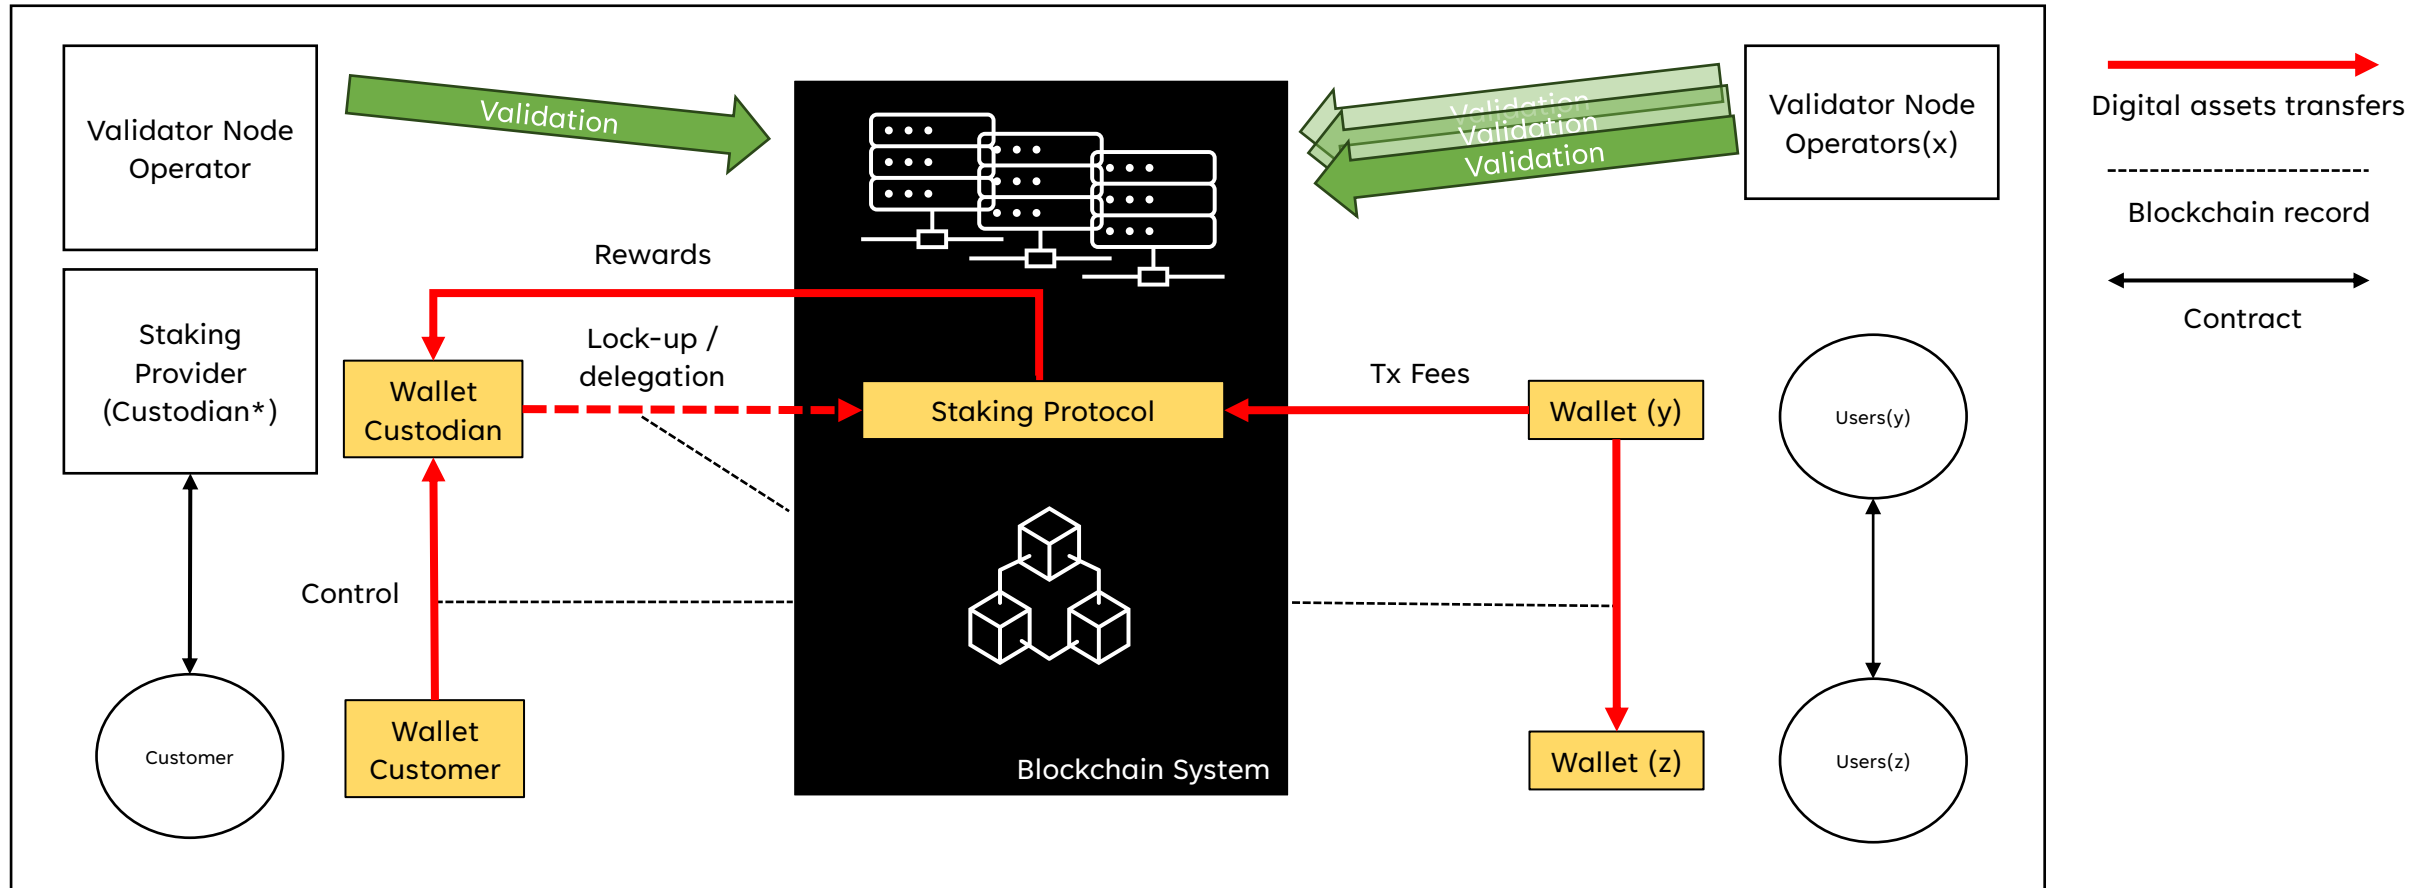 Validator Node
Operator
Validation
Validation
Validation
Validation
Validator Node
Operators(x)
Digital assets transfers
Blockchain record
Contract
Rewards
Staking
Provider
(Custodian*)
Lock-up /
delegation
Wallet
Custodian
Staking Protocol
Tx Fees
Wallet (y)
Users(y)
Control
Customer
Wallet
Customer
Blockchain System
Wallet (z)
Users(z)